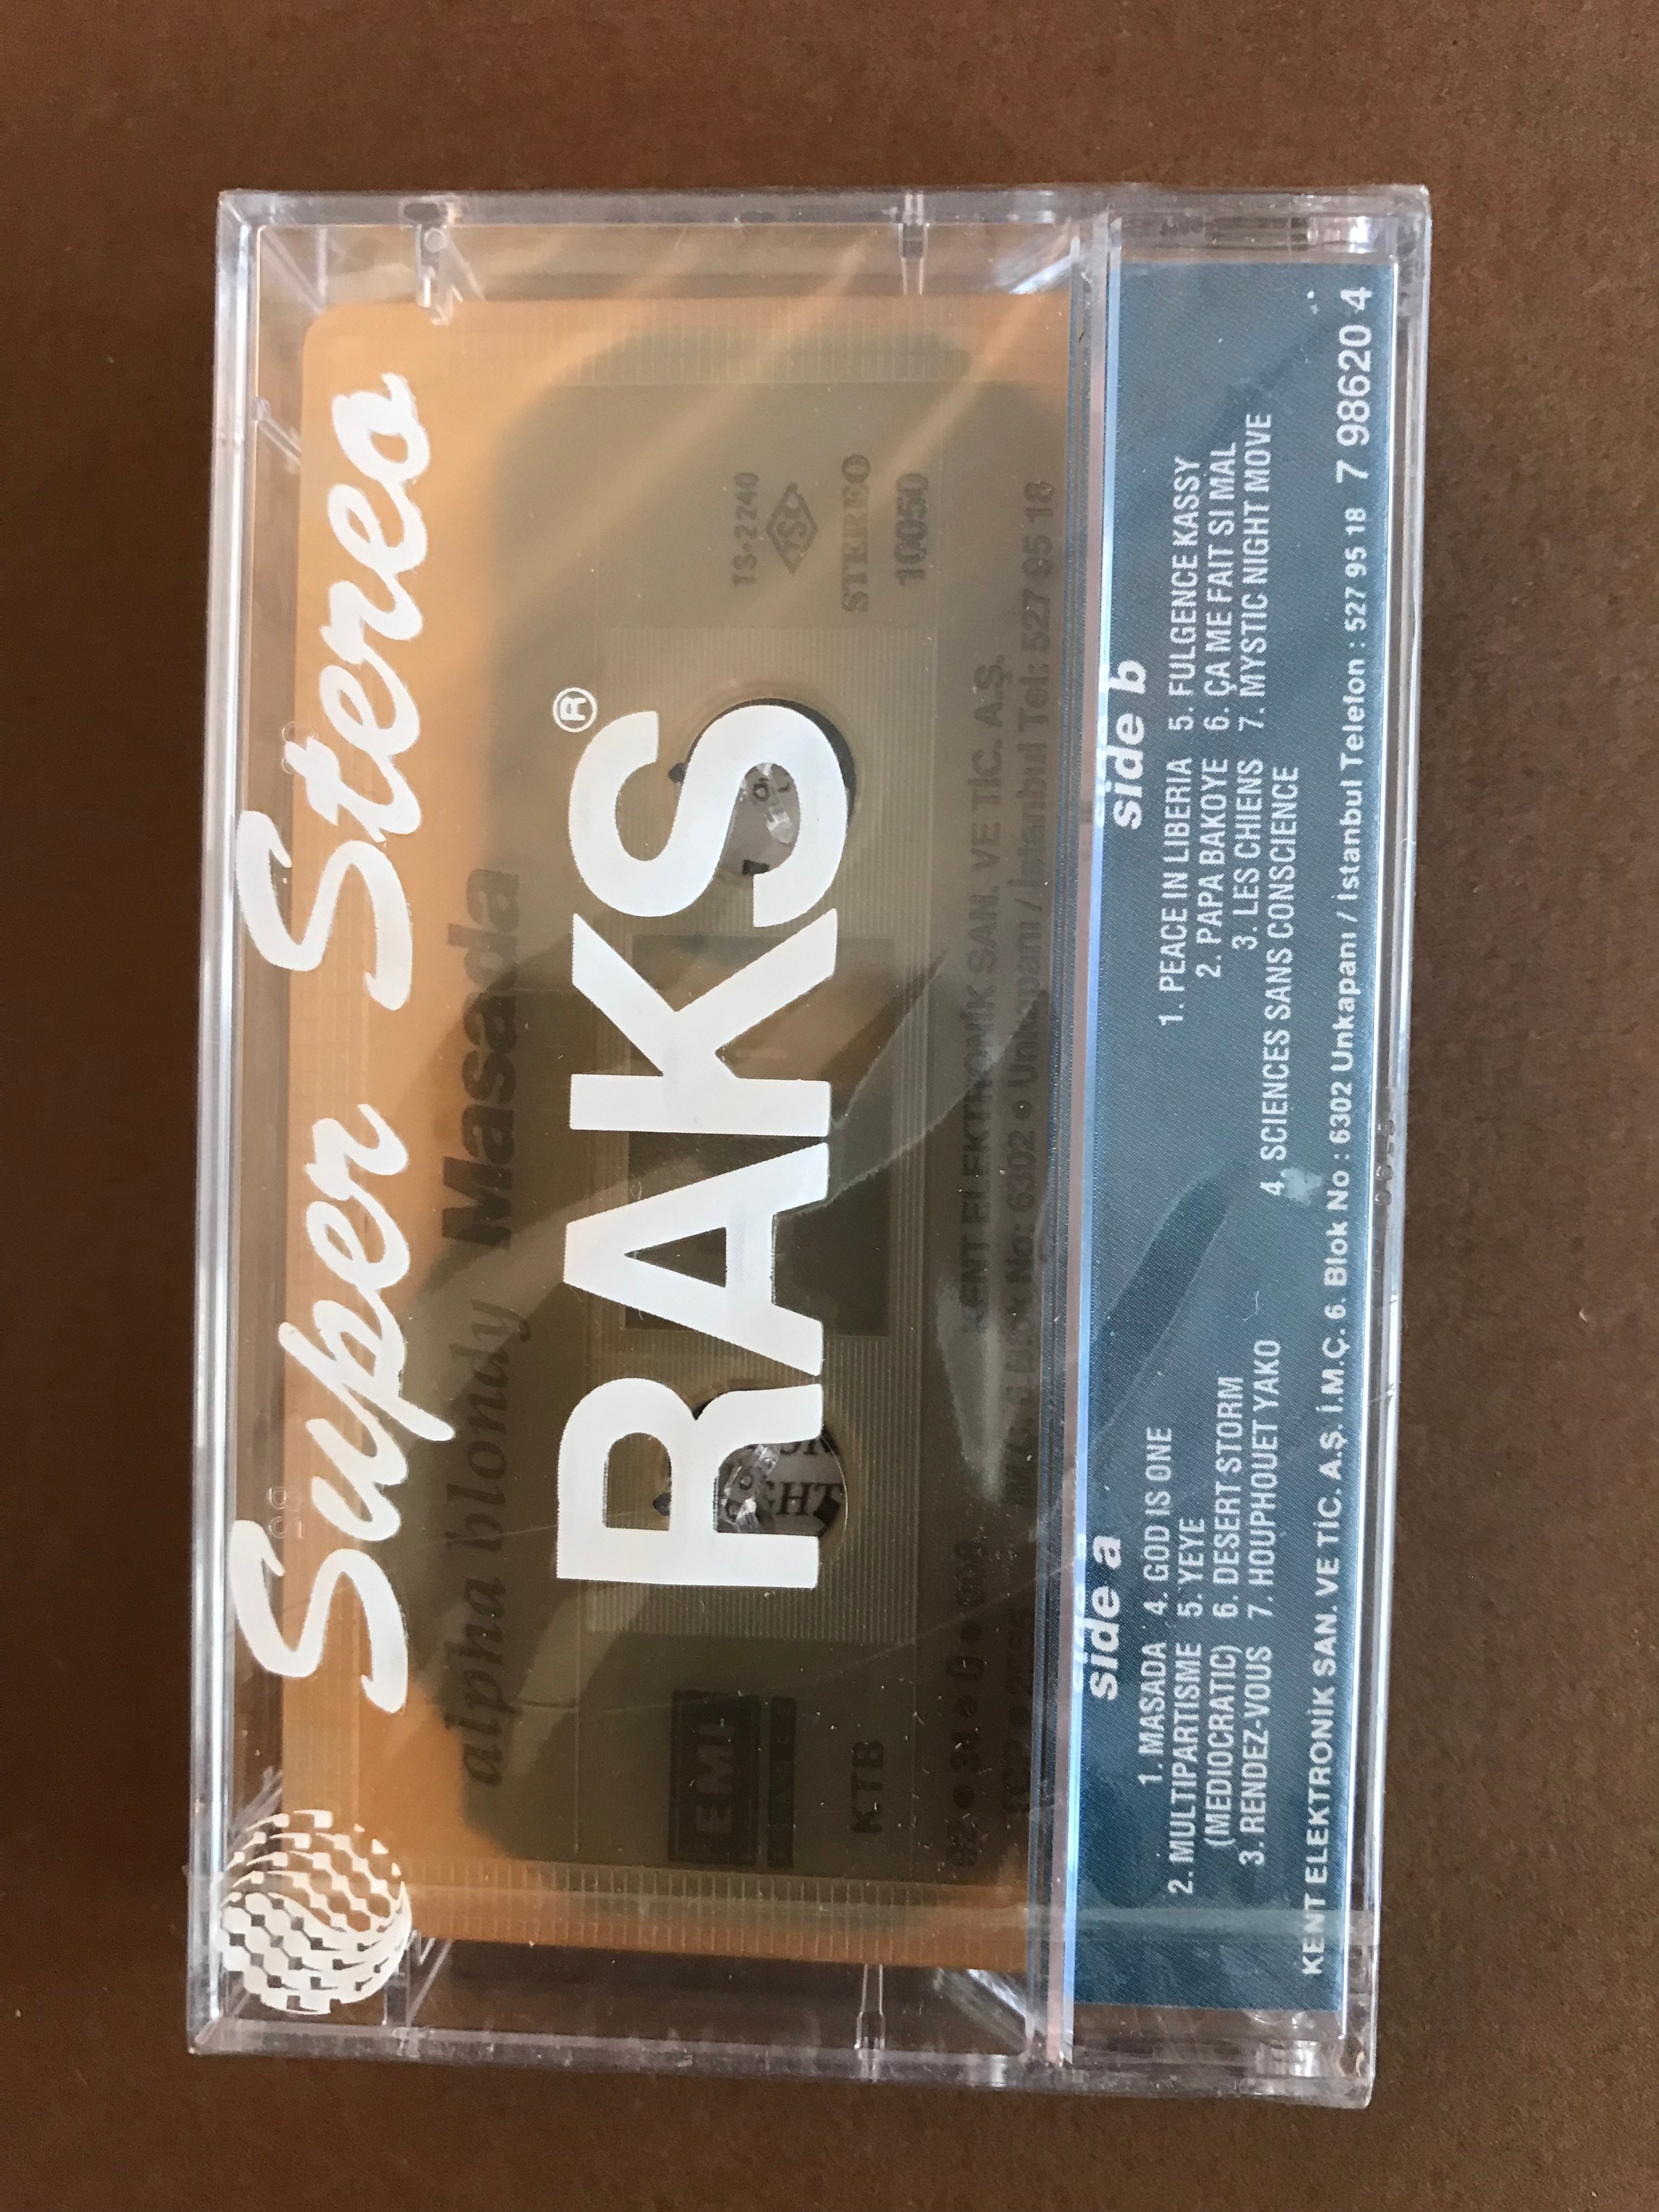 Super Stereo
alpha blondy Masada
RAKS®
EMI
KTB
TS•2240
TSE
STEREO
10050
KENT ELEKTRONİK SAN. VE TİC. A.Ş.
No: 6302 • Unkapanı / İstanbul Tel: 527 95 18
side a
1. MASADA
2. MULTIPARTISME
(MEDIOCRATIC)
3. RENDEZ-VOUS
4. GOD IS ONE
5. YEYE
6. DESERT STORM
7. HOUPHOUET YAKO
side b
1. PEACE IN LIBERIA
2. PAPA BAKOYE
3. LES CHIENS
4. SCIENCES SANS CONSCIENCE
5. FULGENCE KASSY
6. ÇA ME FAIT SI MAL
7. MYSTIC NIGHT MOVE
KENT ELEKTRONİK SAN. VE TİC. A.Ş. İ.M.Ç. 6. Blok No : 6302 Unkapanı / İstanbul Telefon : 527 95 18 7 98620 4